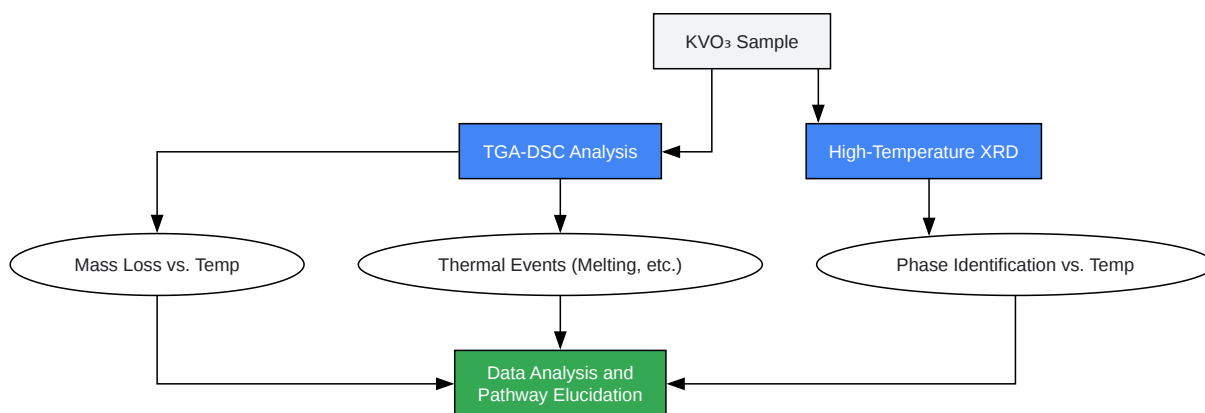 KVO₃ Sample
TGA-DSC Analysis
High-Temperature XRD
Mass Loss vs. Temp
Thermal Events (Melting, etc.)
Phase Identification vs. Temp
Data Analysis and
Pathway Elucidation